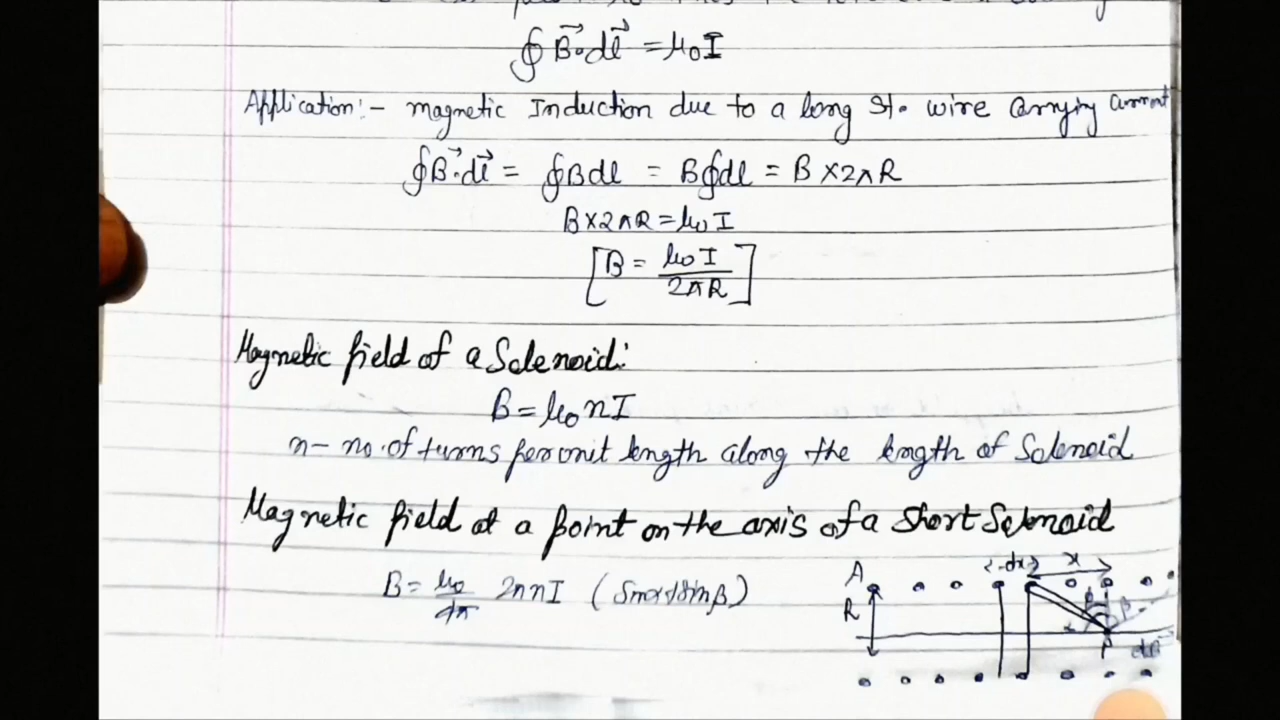 ∮ B⃗·dl⃗ = μ₀I
Application:- magnetic Induction due to a long St. wire carrying current
∮B⃗·dl⃗ = ∮Bdl = B∮dl = B×2πR
B×2πR = μ₀I
[B = μ₀I / 2πR]
Magnetic field of a Solenoid:
B = μ₀nI
n - no. of turns per unit length along the length of Solenoid
Magnetic field at a point on the axis of a short Solenoid
B = μ₀/4π 2πnI (Sinα+Sinβ)
A
dx
x
R
α
β
β
P